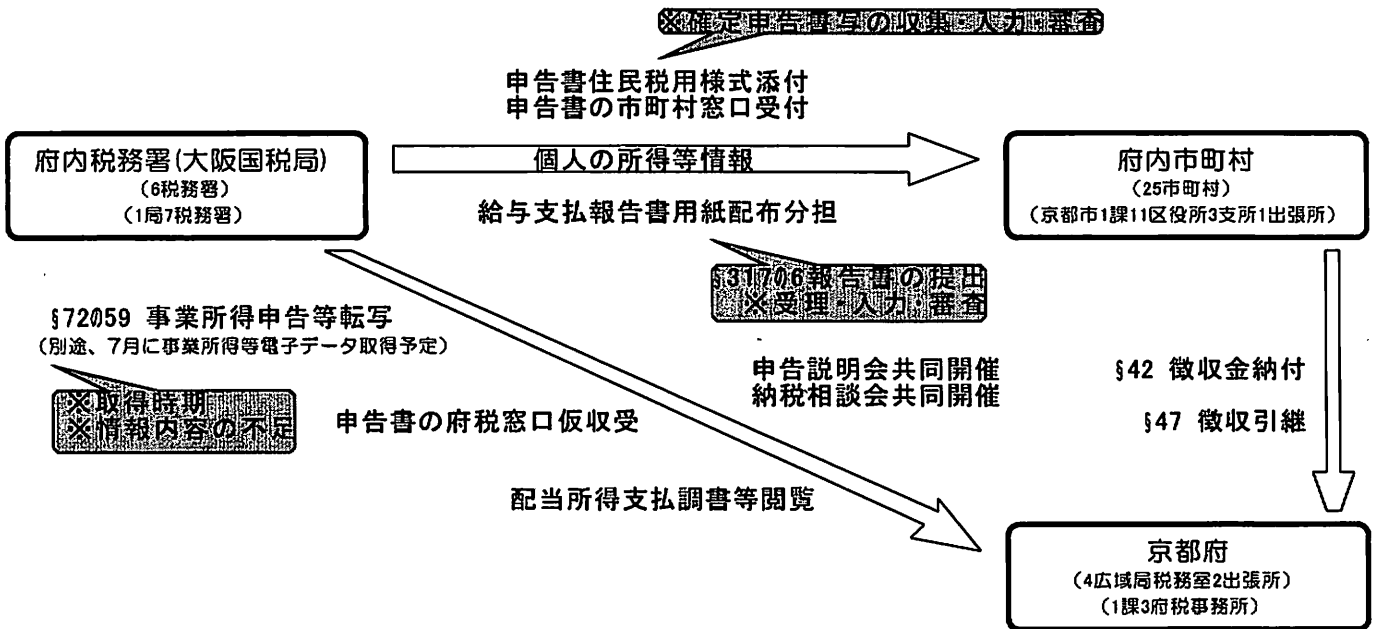 ※確定申告書写の収集・入力・審査
申告書住民税用様式添付
申告書の市町村窓口受付
府内税務署(大阪国税局)
(6税務署)
(1局7税務署)
個人の所得等情報
府内市町村
(25市町村)
(京都市1課11区役所3支所1出張所)
給与支払報告書用紙配布分担
§317の6報告書の提出
※受理・入力・審査
§72の59 事業所得申告等転写
(別途、7月に事業所得等電子データ取得予定)
※取得時期
※情報内容の不足
申告書の府税窓口仮収受
申告説明会共同開催
納税相談会共同開催
§42 徴収金納付
§47 徴収引継
配当所得支払調書等閲覧
京都府
(4広域局税務室2出張所)
(1課3府税事務所)